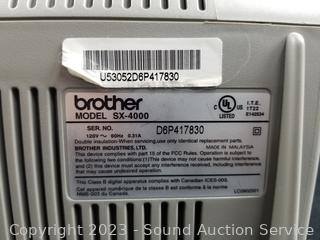 U53052D6P417830
brother
MODEL SX-4000
C UL US
LISTED
I.T.E.
1T22
E142634
SER. NO. D6P417830
120V ~ 60Hz 0.31A
Double insulation-When servicing,use only identical replacement parts.
BROTHER INDUSTRIES, LTD. MADE IN MALAYSIA
This device complies with part 15 of the FCC Rules. Operation is
subject to the following two conditions: (1) This device may not
cause harmful interference, and (2) this device must accept any
interference received, including interference that may cause
undesired operation.
This Class B digital apparatus complies with Canadian ICES-003.
Cet appareil numérique de la classe B est conforme à la norme
NMB-003 du Canada.
Copyright 2023 - Sound Auction Service